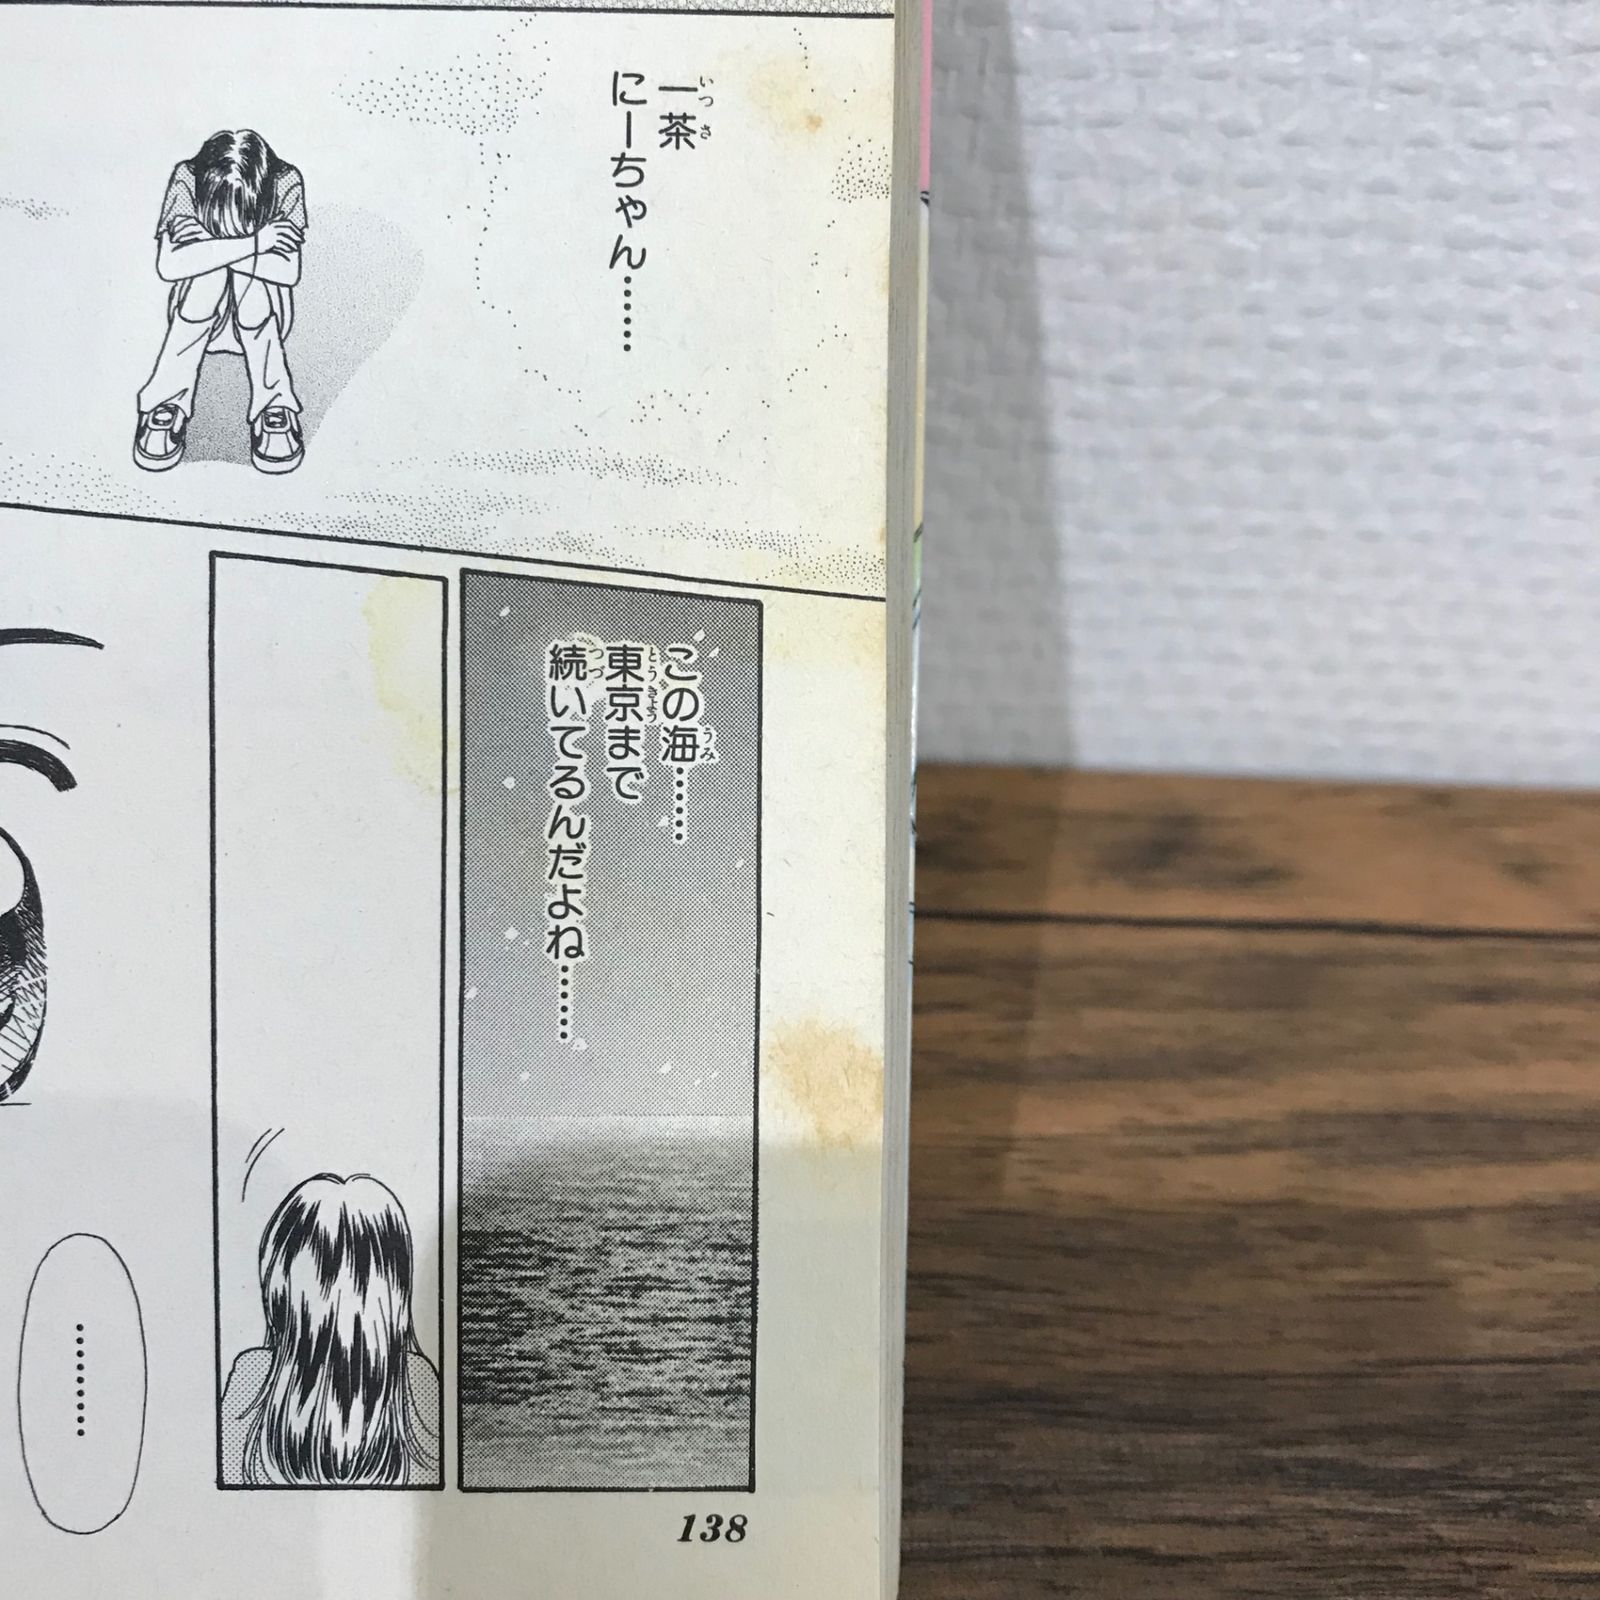 一茶
にーちゃん……
この海……
東京まで
続いてるんだよね……
………
138